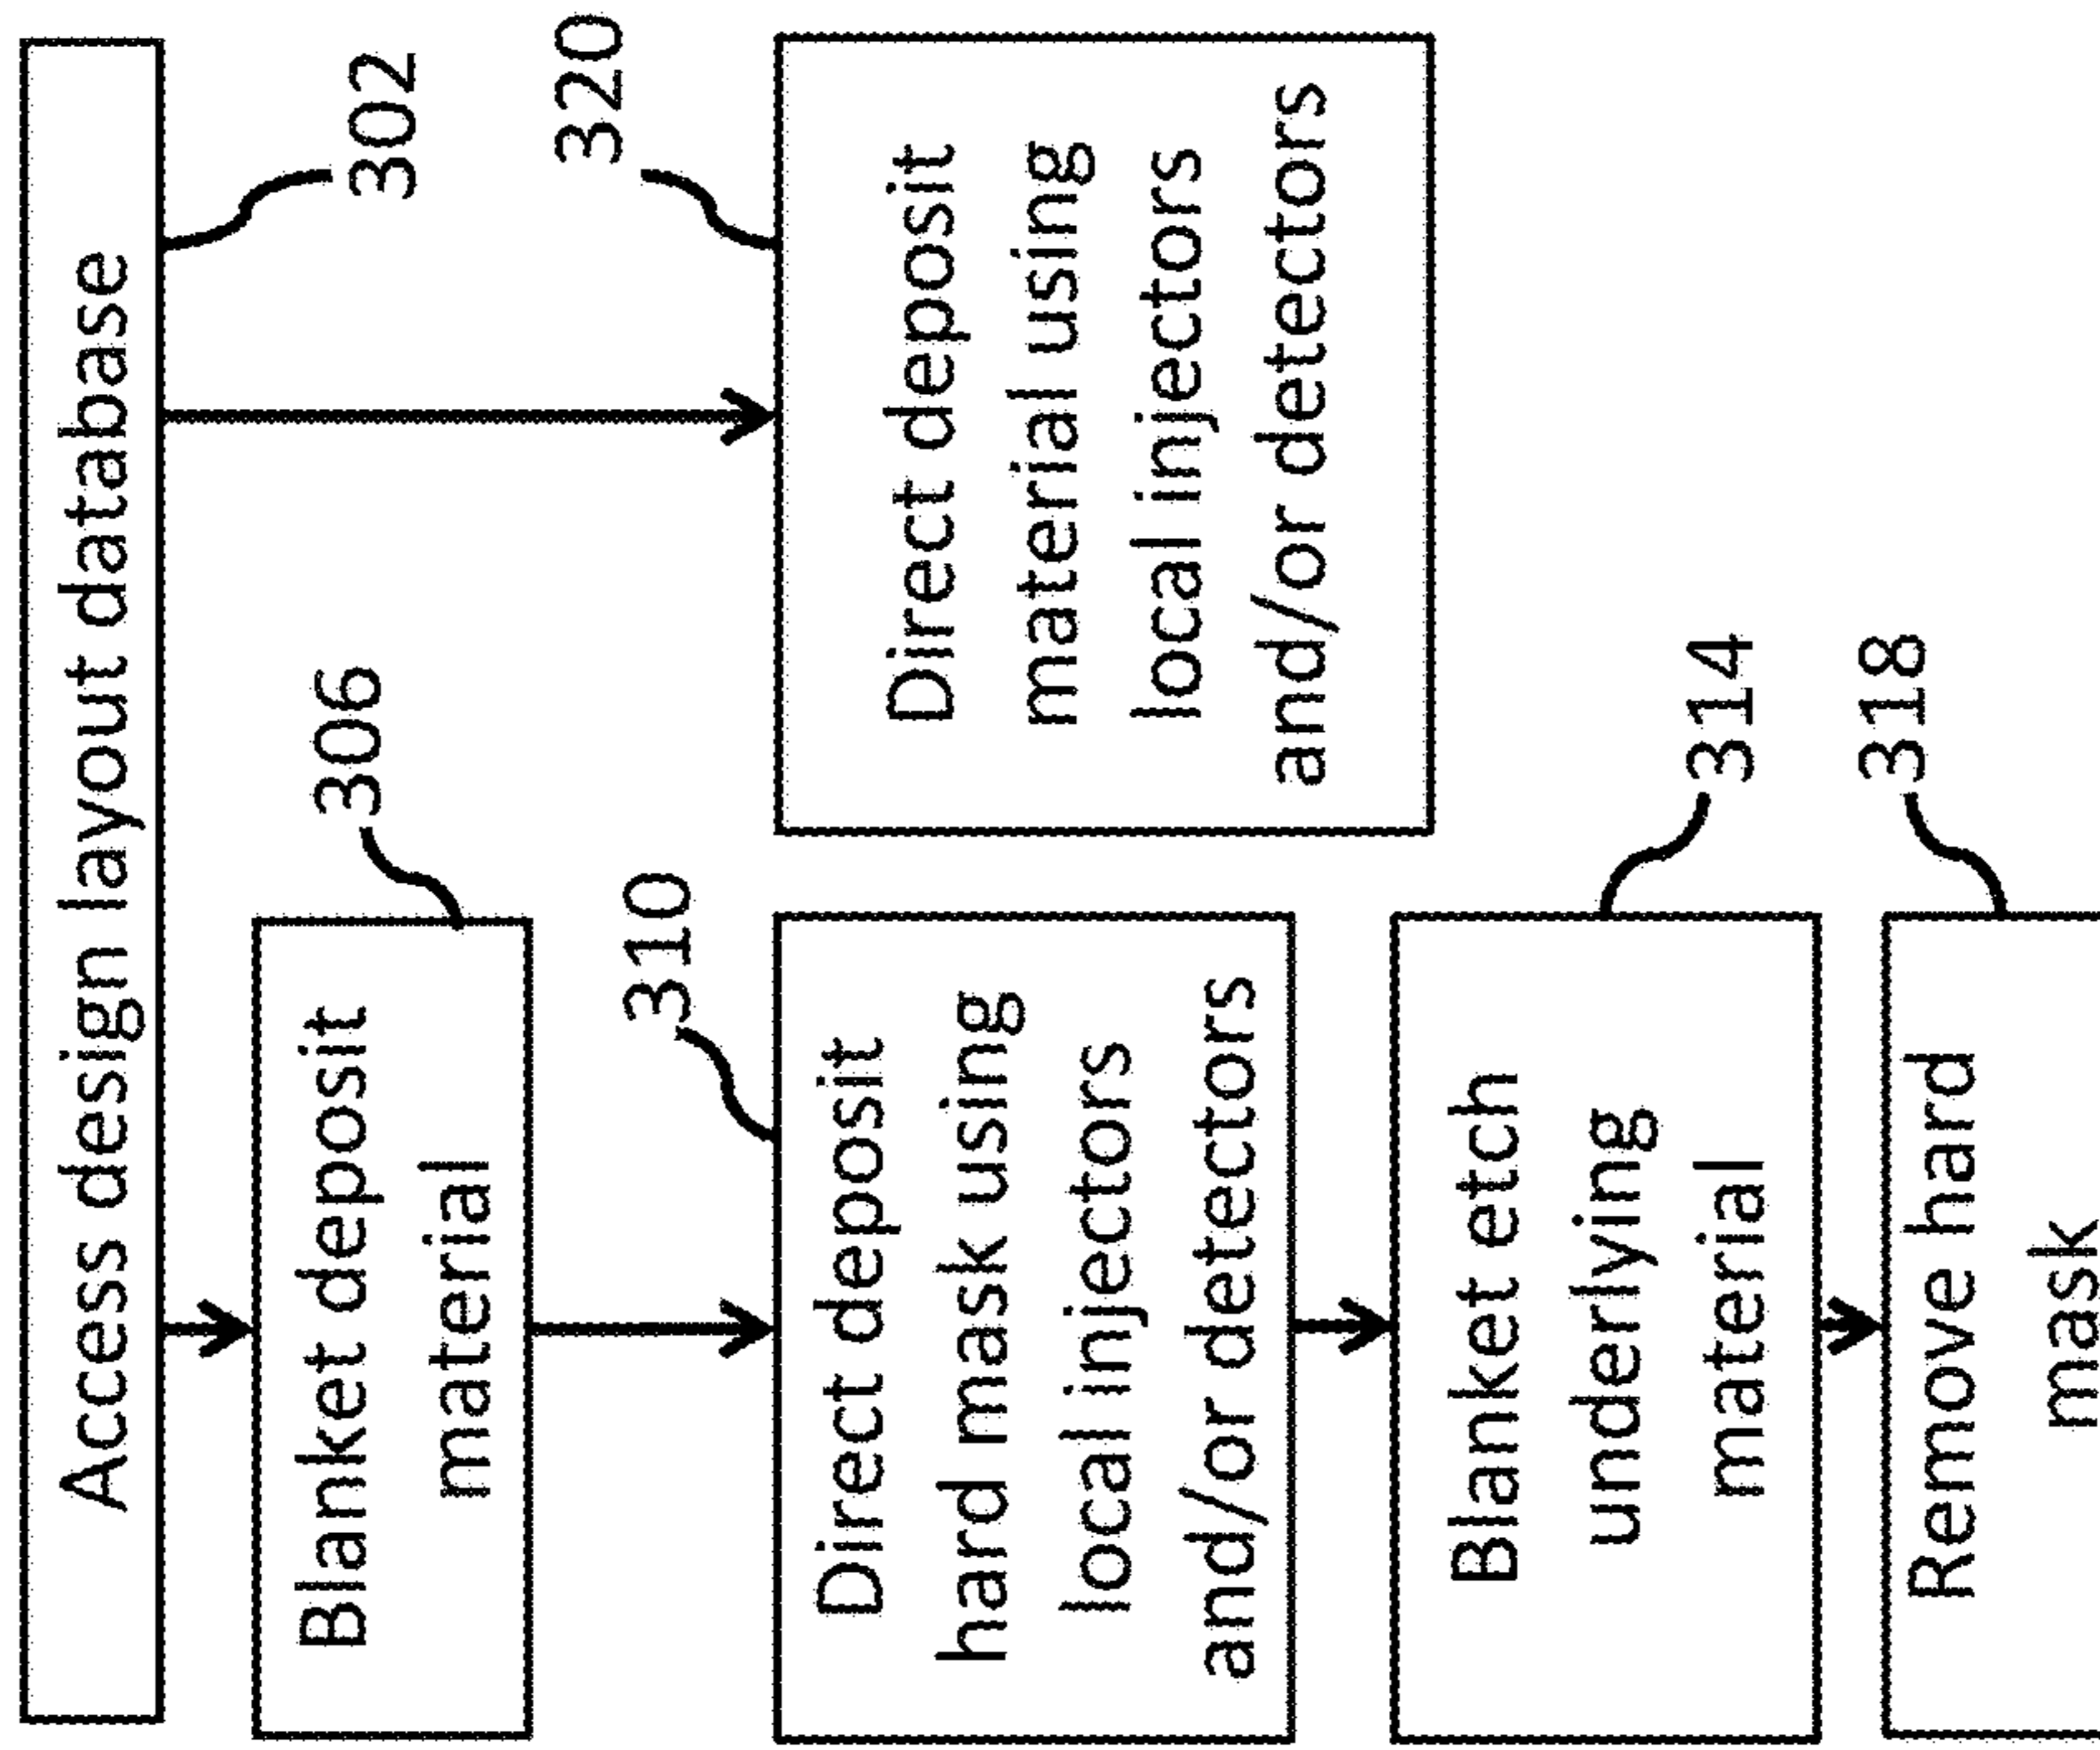 Access design layout database
302
306
Blanket deposit
material
320
310
Direct deposit
hard mask using
local injectors
and/or detectors
Direct deposit
material using
local injectors
and/or detectors
314
Blanket etch
underlying
material
318
Remove hard
mask